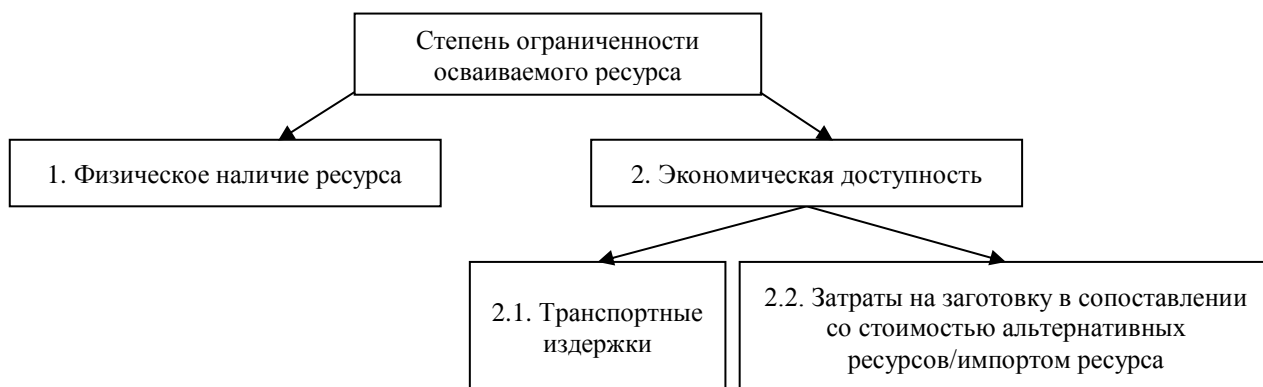 Степень ограниченности
осваиваемого ресурса
1. Физическое наличие ресурса
2. Экономическая доступность
2.1. Транспортные
издержки
2.2. Затраты на заготовку в сопоставлении
со стоимостью альтернативных
ресурсов/импортом ресурса